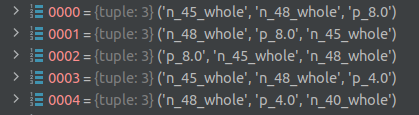 0000 = {tuple: 3} ('n_45_whole', 'n_48_whole', 'p_8.0')
0001 = {tuple: 3} ('n_48_whole', 'p_8.0', 'n_45_whole')
0002 = {tuple: 3} ('p_8.0', 'n_45_whole', 'n_48_whole')
0003 = {tuple: 3} ('n_45_whole', 'n_48_whole', 'p_4.0')
0004 = {tuple: 3} ('n_48_whole', 'p_4.0', 'n_40_whole')